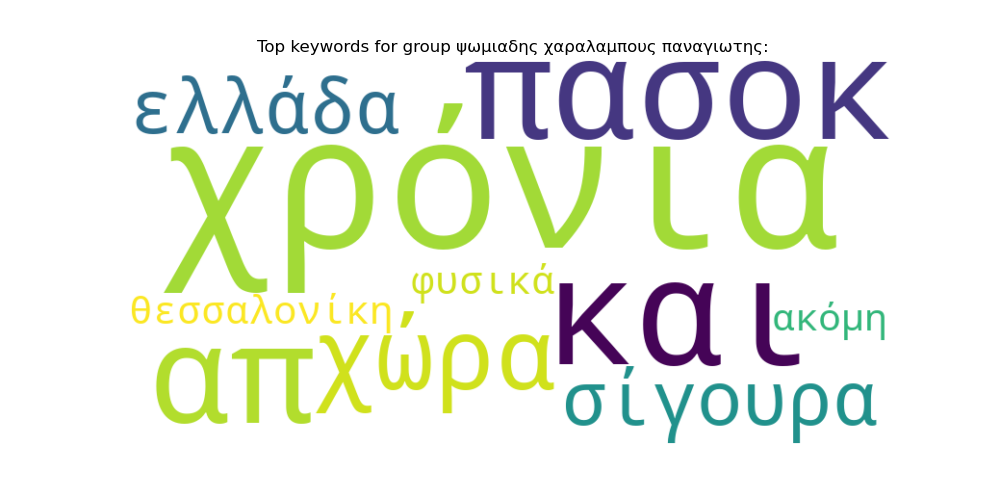 Top keywords for group ψωμιαδης χαραλαμπους παναγιωτης:
ελλάδα
πασοκ
χρόνια
φυσικά
και
θεσσαλονίκη
ακόμη
απ
χώρα
σίγουρα